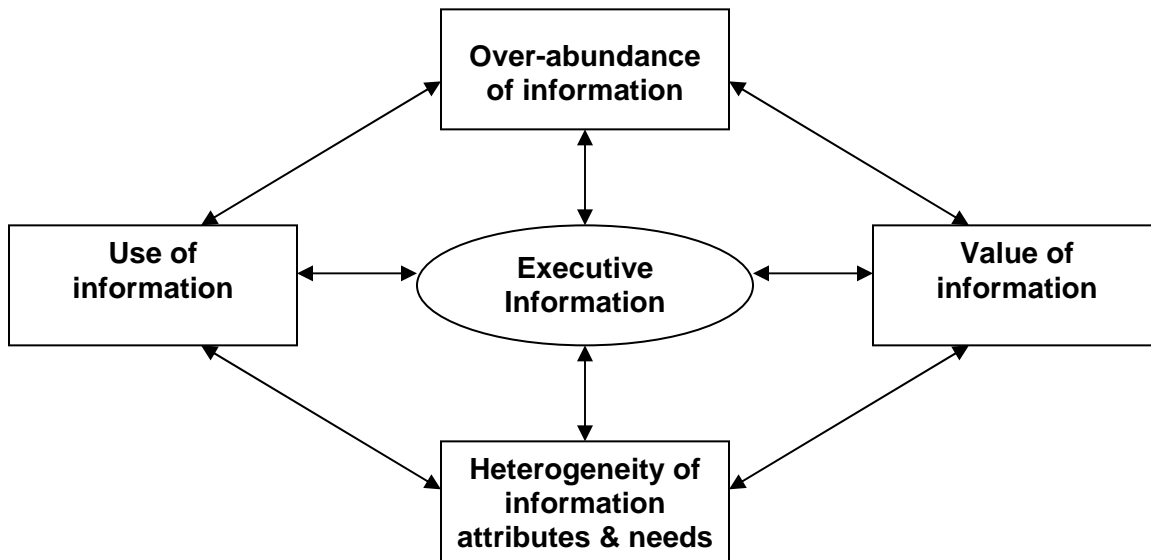 Over-abundance
of information
Use of
information
Executive
Information
Value of
information
Heterogeneity of
information
attributes & needs